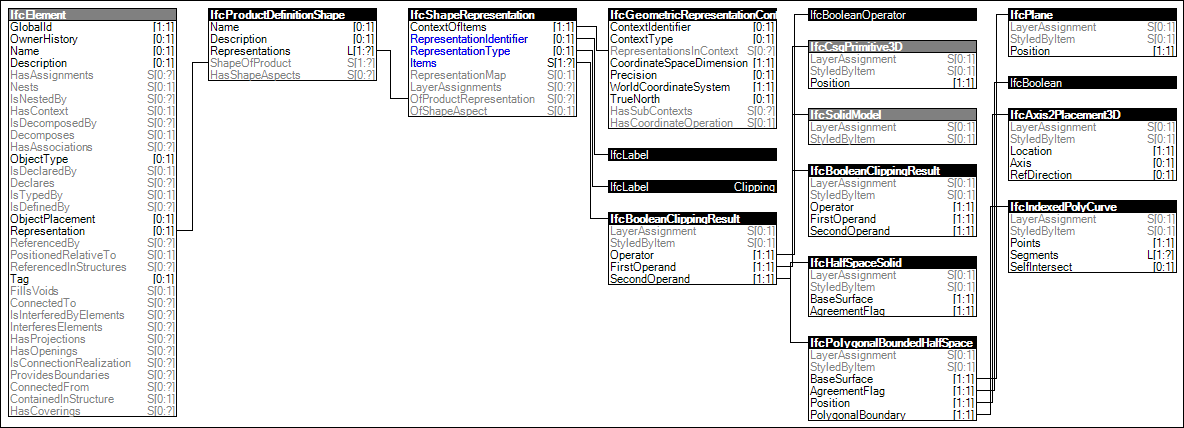 IfcElement
GlobalId [1:1]
OwnerHistory [0:1]
Name [0:1]
Description [0:1]
HasAssignments S[0:?]
Nests S[0:1]
IsNestedBy S[0:?]
HasContext S[0:1]
IsDecomposedBy S[0:?]
Decomposes S[0:1]
HasAssociations S[0:?]
ObjectType [0:1]
IsDeclaredBy S[0:1]
Declares S[0:?]
IsTypedBy S[0:1]
IsDefinedBy S[0:?]
ObjectPlacement [0:1]
Representation [0:1]
ReferencedBy S[0:?]
PositionedRelativeTo S[0:1]
ReferencedInStructures S[0:?]
Tag [0:1]
FillsVoids S[0:1]
ConnectedTo S[0:?]
IsInterferedByElements S[0:?]
InterferesElements S[0:?]
HasProjections S[0:?]
HasOpenings S[0:?]
IsConnectionRealization S[0:?]
ProvidesBoundaries S[0:?]
ConnectedFrom S[0:?]
ContainedInStructure S[0:1]
HasCoverings S[0:?]
IfcProductDefinitionShape
Name [0:1]
Description [0:1]
Representations L[1:?]
ShapeOfProduct S[1:?]
HasShapeAspects S[0:?]
IfcShapeRepresentation
ContextOfItems [1:1]
RepresentationIdentifier [0:1]
RepresentationType [0:1]
Items S[1:?]
RepresentationMap S[0:1]
LayerAssignments S[0:?]
OfProductRepresentation S[0:?]
OfShapeAspect S[0:1]
IfcGeometricRepresentationCont
ContextIdentifier [0:1]
ContextType [0:1]
RepresentationsInContext S[0:?]
CoordinateSpaceDimension [1:1]
Precision [0:1]
WorldCoordinateSystem [1:1]
TrueNorth [0:1]
HasSubContexts S[0:?]
HasCoordinateOperation S[0:1]
IfcLabel
IfcLabel Clipping
IfcBooleanClippingResult
LayerAssignment S[0:1]
StyledByItem S[0:1]
Operator [1:1]
FirstOperand [1:1]
SecondOperand [1:1]
IfcBooleanOperator
IfcCsgPrimitive3D
LayerAssignment S[0:1]
StyledByItem S[0:1]
Position [1:1]
IfcSolidModel
LayerAssignment S[0:1]
StyledByItem S[0:1]
IfcBooleanClippingResult
LayerAssignment S[0:1]
StyledByItem S[0:1]
Operator [1:1]
FirstOperand [1:1]
SecondOperand [1:1]
IfcHalfSpaceSolid
LayerAssignment S[0:1]
StyledByItem S[0:1]
BaseSurface [1:1]
AgreementFlag [1:1]
IfcPolygonalBoundedHalfSpace
LayerAssignment S[0:1]
StyledByItem S[0:1]
BaseSurface [1:1]
AgreementFlag [1:1]
Position [1:1]
PolygonalBoundary [1:1]
IfcPlane
LayerAssignment S[0:1]
StyledByItem S[0:1]
Position [1:1]
IfcBoolean
IfcAxis2Placement3D
LayerAssignment S[0:1]
StyledByItem S[0:1]
Location [1:1]
Axis [0:1]
RefDirection [0:1]
IfcIndexedPolyCurve
LayerAssignment S[0:1]
StyledByItem S[0:1]
Points [1:1]
Segments L[1:?]
SelfIntersect [0:1]